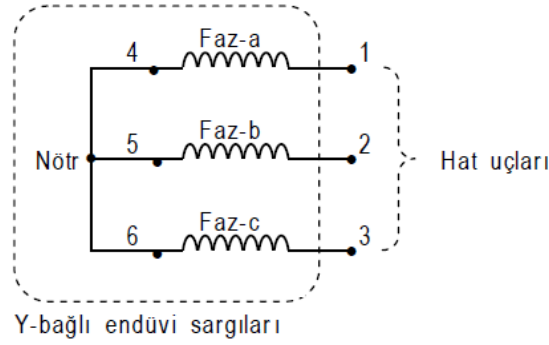 4 Faz-a 1
5 Faz-b 2
Nötr Hat uçları
6 Faz-c 3
Y-bağlı endüvi sargıları